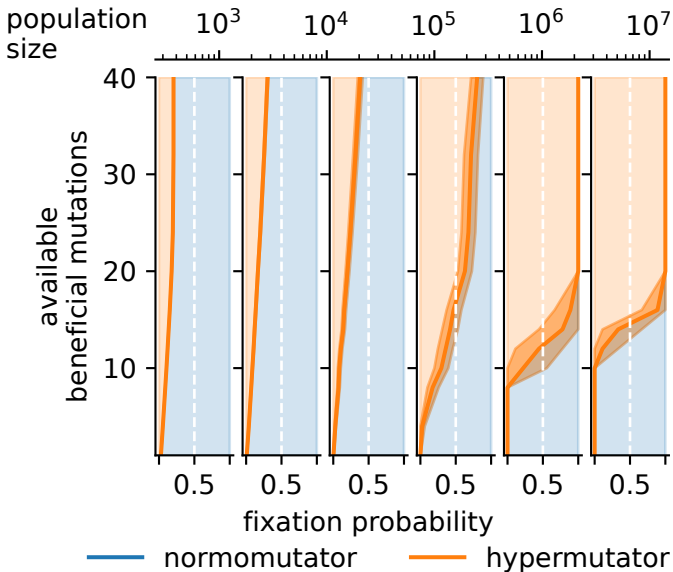 population size
10³ 10⁴ 10⁵ 10⁶ 10⁷
available beneficial mutations
40
30
20
10
0.5 0.5 0.5 0.5 0.5 0.5
fixation probability
normomutator hypermutator